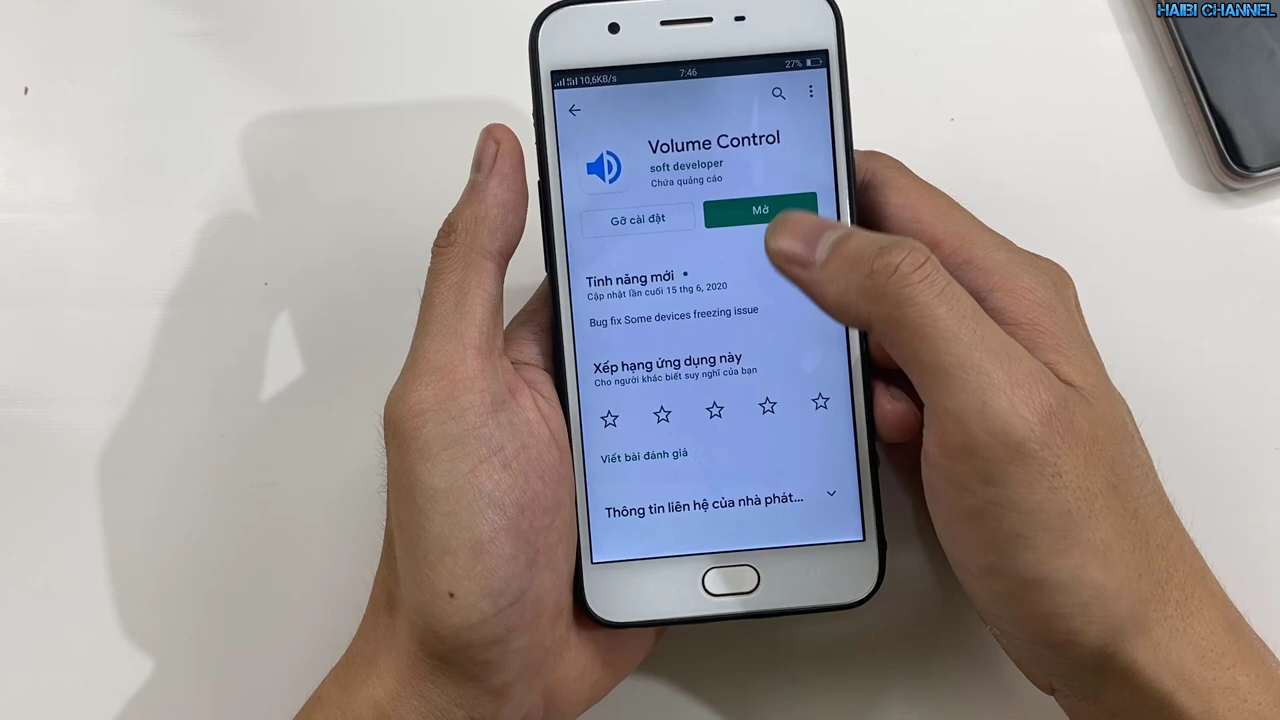 HAIBI CHANNEL
10,6KB/s
7:46
27%
Volume Control
soft developer
Chứa quảng cáo
Gỡ cài đặt
Mở
Tính năng mới
Cập nhật lần cuối 15 thg 6, 2020
Bug fix Some devices freezing issue
Xếp hạng ứng dụng này
Cho người khác biết suy nghĩ của bạn
Viết bài đánh giá
Thông tin liên hệ của nhà phát...